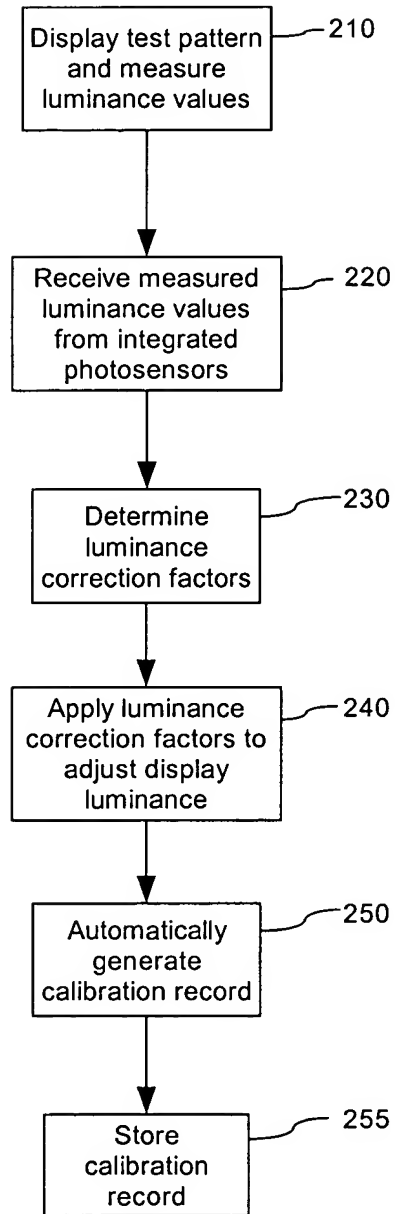 Display test pattern
and measure
luminance values
210
Receive measured
luminance values
from integrated
photosensors
220
Determine
luminance
correction factors
230
Apply luminance
correction factors to
adjust display
luminance
240
Automatically
generate
calibration record
250
Store
calibration
record
255